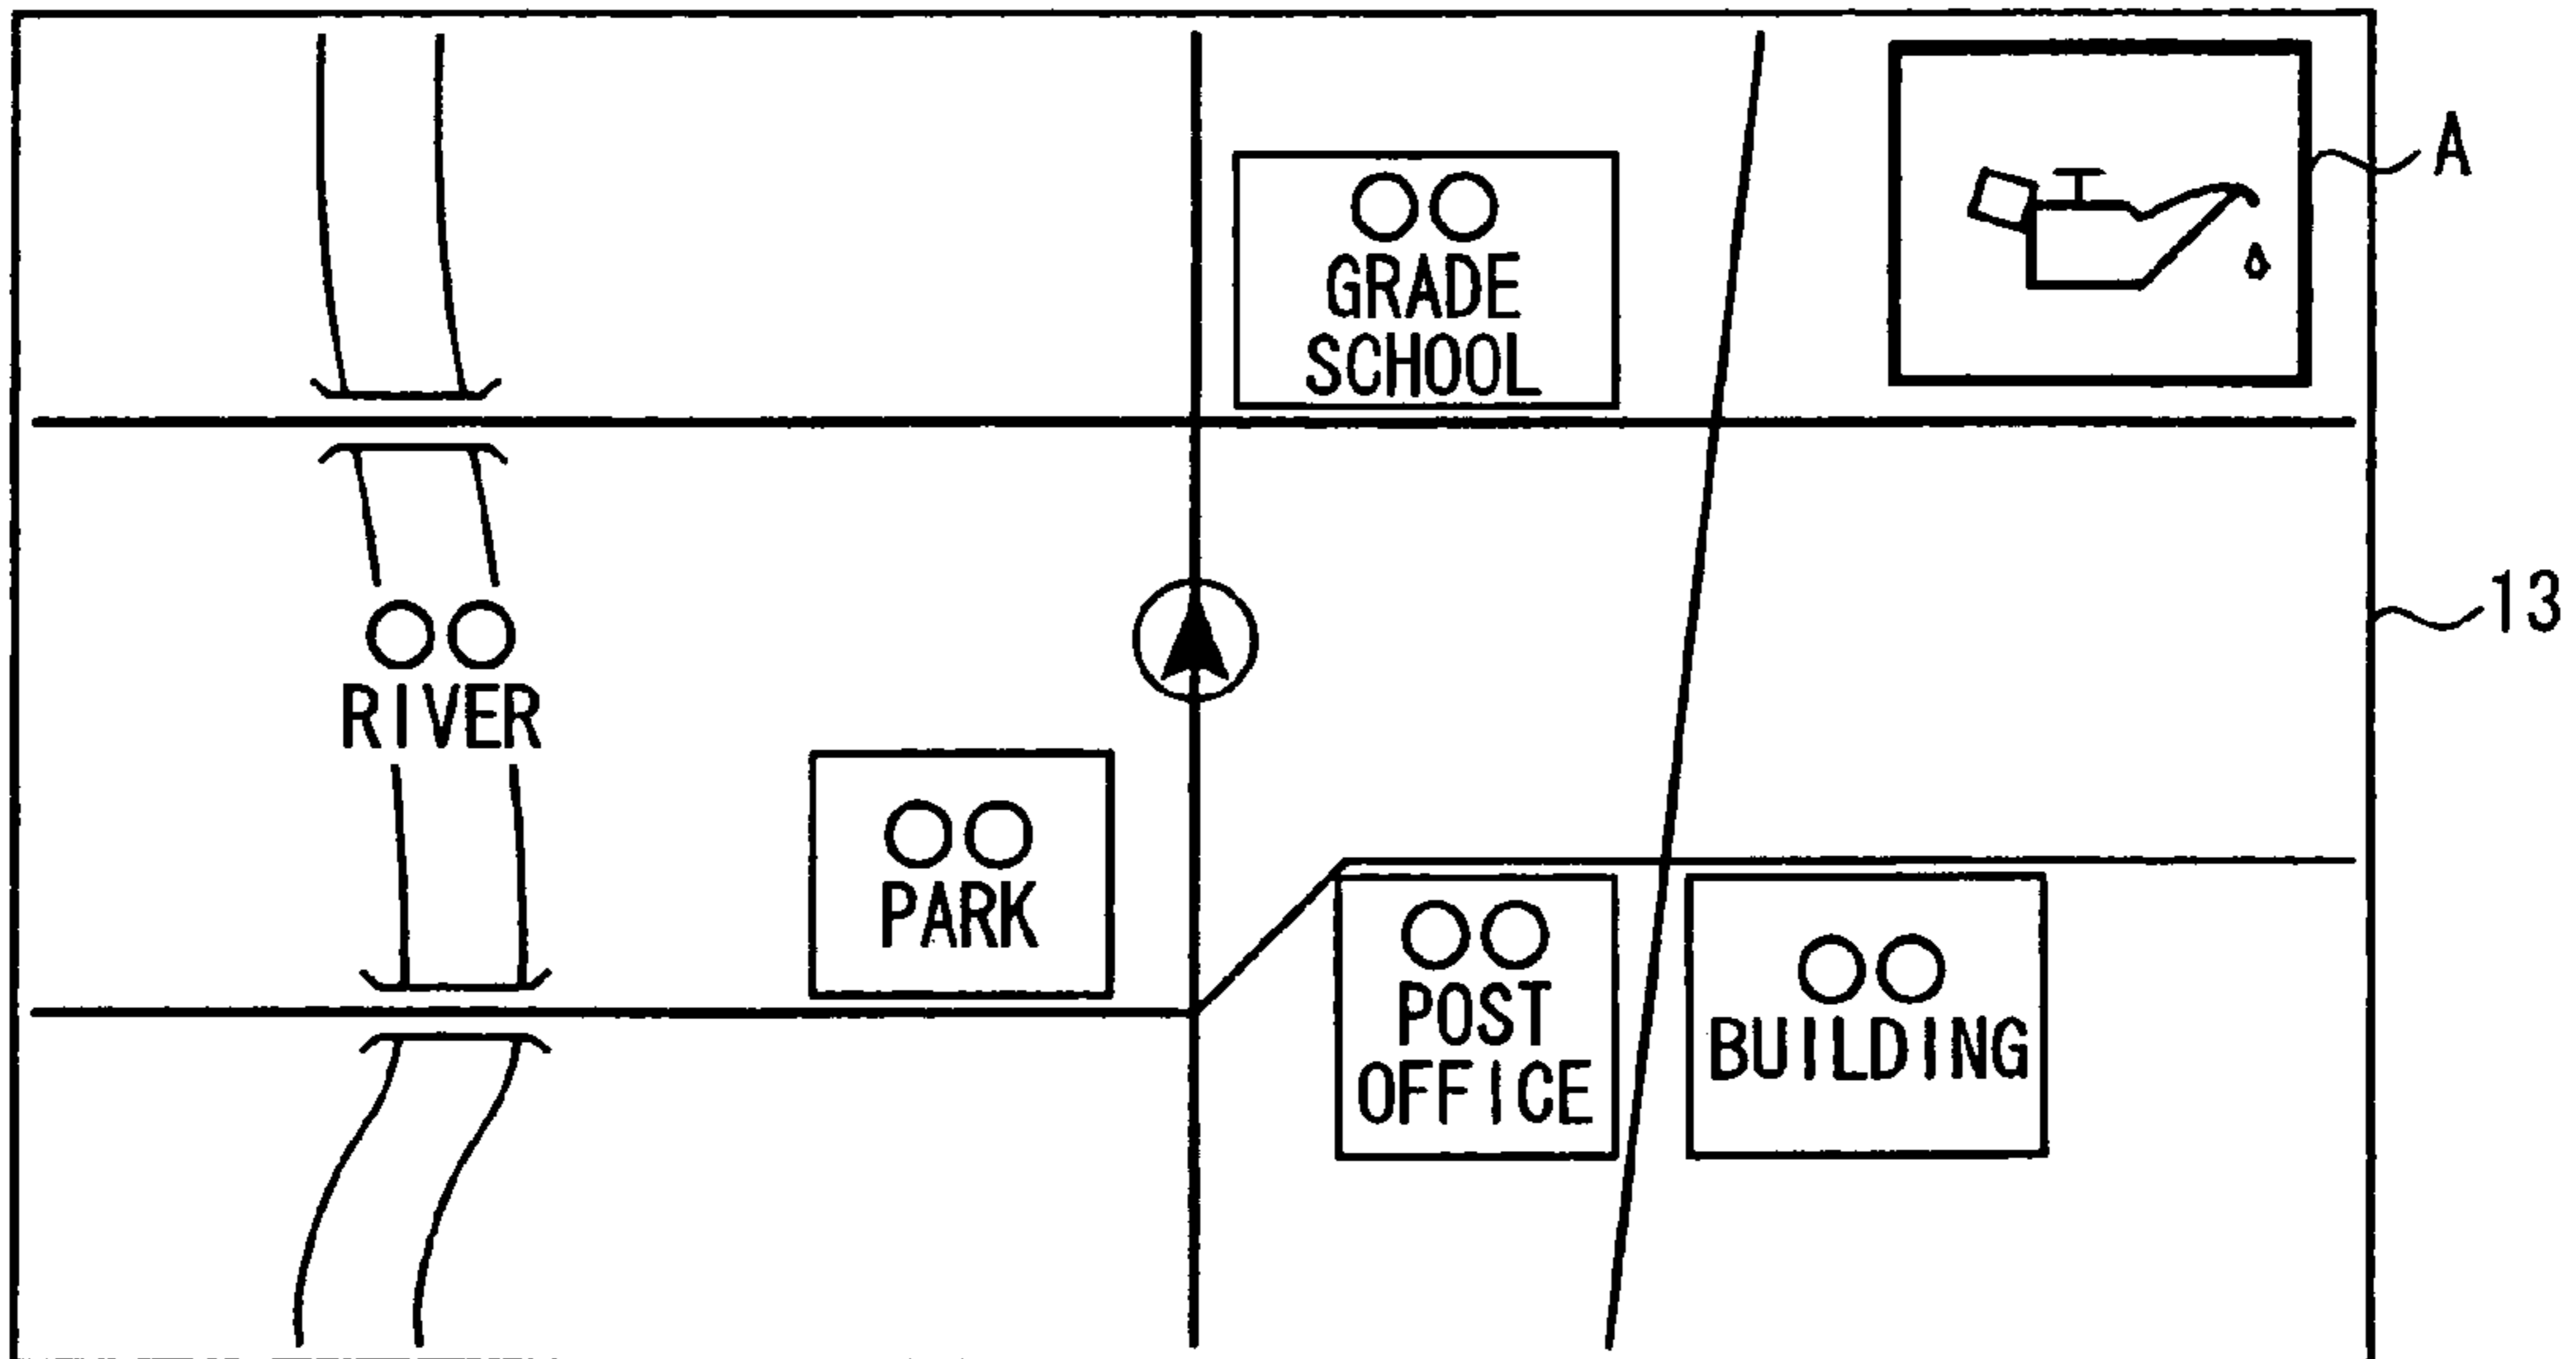 ○○
GRADE
SCHOOL
A
○○
RIVER
13
○○
PARK
○○
POST
OFFICE
○○
BUILDING